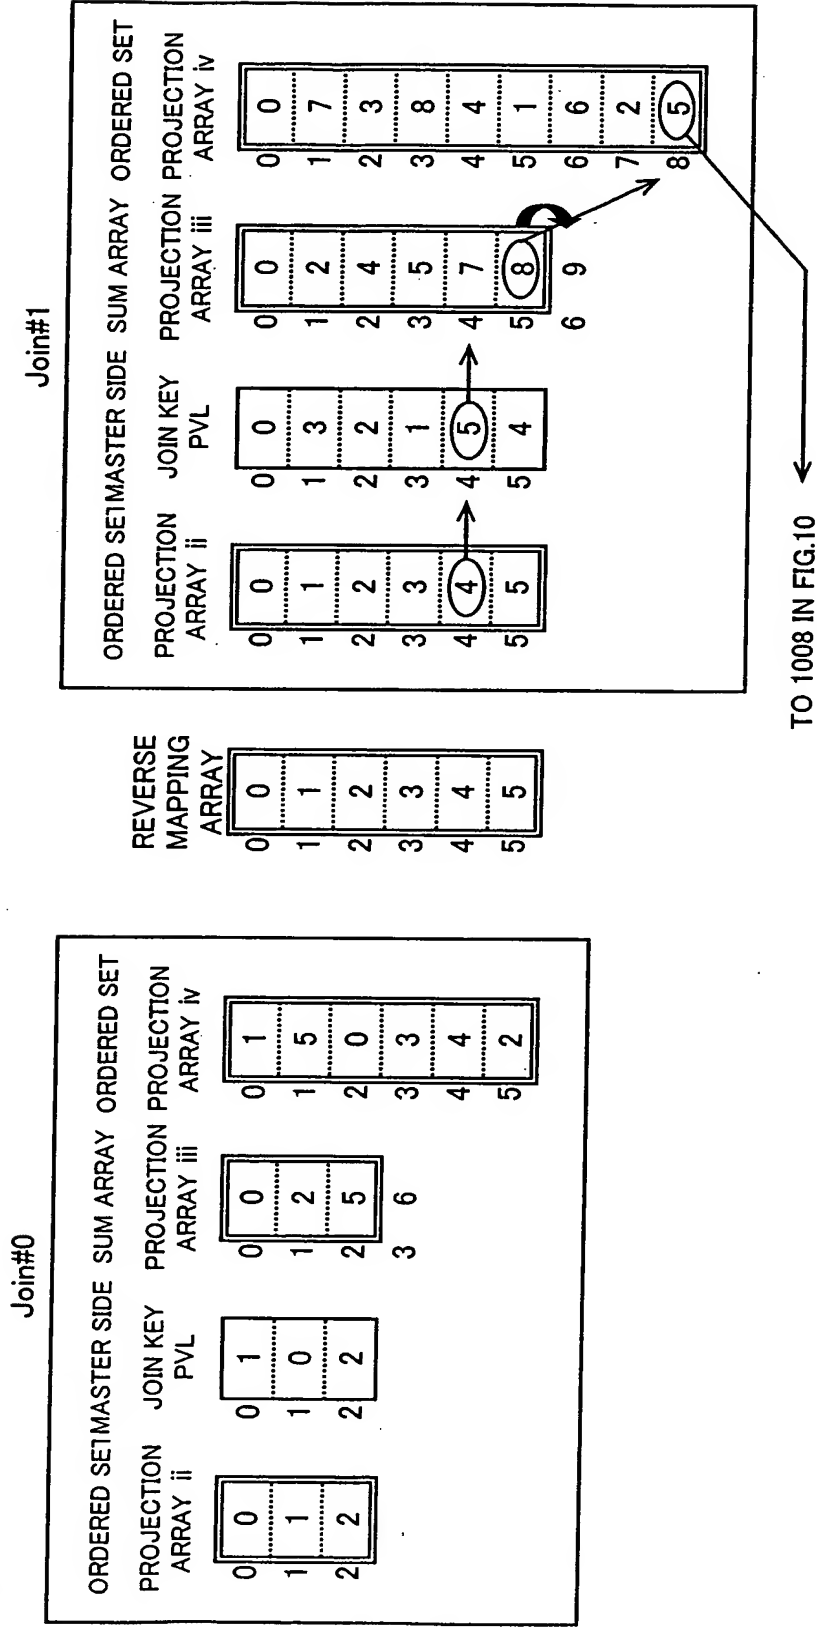 Join#0
ORDERED SET MASTER SIDE SUM ARRAY ORDERED SET
PROJECTION JOIN KEY PROJECTION PROJECTION
ARRAY ii PVL ARRAY iii ARRAY iv
0 0 0 1 0 0 0 1
1 1 1 0 1 2 1 5
2 2 2 2 2 5 2 0
3 6 3 3
4 4
5 2
REVERSE
MAPPING
ARRAY
0 0
1 1
2 2
3 3
4 4
5 5
Join#1
ORDERED SET MASTER SIDE SUM ARRAY ORDERED SET
PROJECTION JOIN KEY PROJECTION PROJECTION
ARRAY ii PVL ARRAY iii ARRAY iv
0 0 0 0 0 0 0 0
1 1 1 3 1 2 1 7
2 2 2 2 2 4 2 3
3 3 3 1 3 5 3 8
4 4 4 5 4 7 4 4
5 5 5 4 5 8 5 1
6 9 6 6
7 2
8 5
TO 1008 IN FIG.10